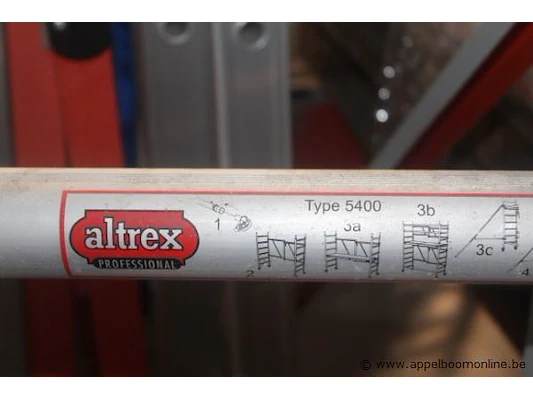 altrex
PROFESSIONAL
Type 5400
1
2
3a
3b
3c
4
© www.appelboomonline.be